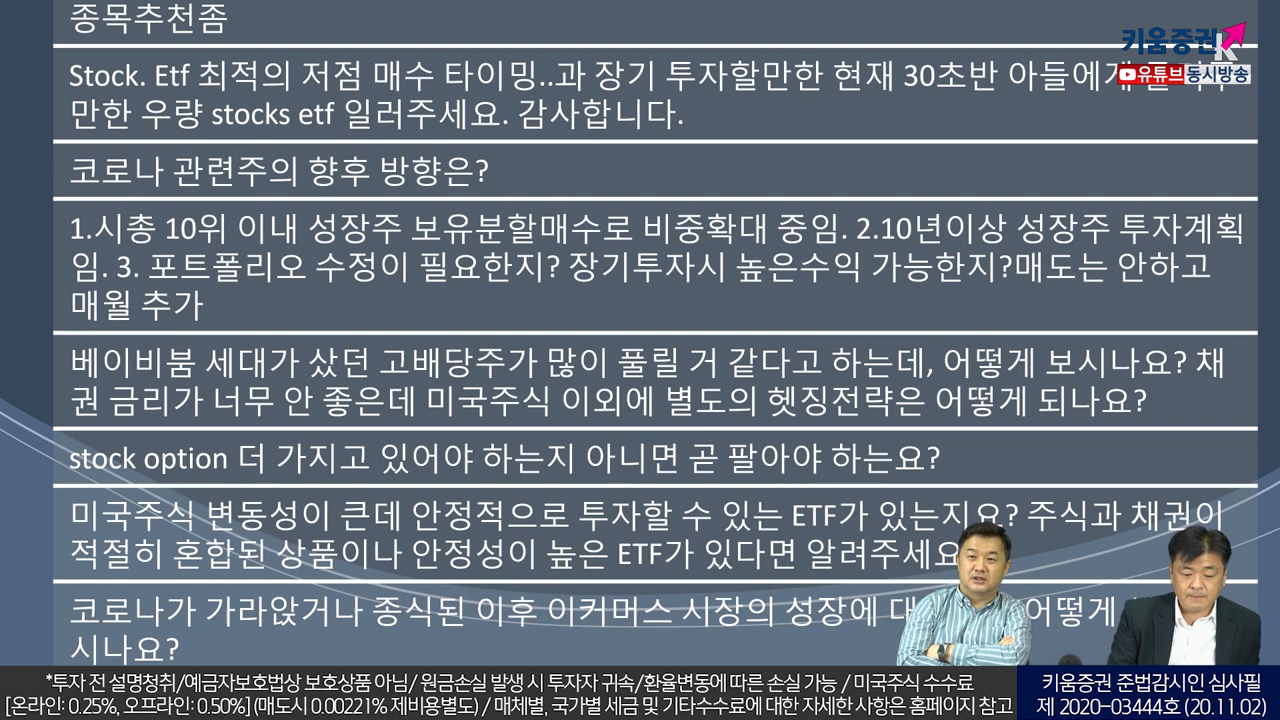 종목추천좀
키움증권
유튜브 동시방송
Stock. Etf 최적의 저점 매수 타이밍..과 장기 투자할만한 현재 30초반 아들에게
만한 우량 stocks etf 일러주세요. 감사합니다.
코로나 관련주의 향후 방향은?
1.시총 10위 이내 성장주 보유분할매수로 비중확대 중임. 2.10년이상 성장주 투자계획
임. 3. 포트폴리오 수정이 필요한지? 장기투자시 높은수익 가능한지?매도는 안하고
매월 추가
베이비붐 세대가 샀던 고배당주가 많이 풀릴 거 같다고 하는데, 어떻게 보시나요? 채
권 금리가 너무 안 좋은데 미국주식 이외에 별도의 헷징전략은 어떻게 되나요?
stock option 더 가지고 있어야 하는지 아니면 곧 팔아야 하는요?
미국주식 변동성이 큰데 안정적으로 투자할 수 있는 ETF가 있는지요? 주식과 채권이
적절히 혼합된 상품이나 안정성이 높은 ETF가 있다면 알려주세요
코로나가 가라앉거나 종식된 이후 이커머스 시장의 성장에 대 어떻게
시나요?
*투자 전 설명청취/예금자보호법상 보호상품 아님/ 원금손실 발생 시 투자자 귀속/환율변동에 따른 손실 가능 / 미국주식 수수료
[온라인: 0.25%, 오프라인: 0.50%] (매도시 0.00221% 제비용별도) / 매체별, 국가별 세금 및 기타수수료에 대한 자세한 사항은 홈페이지 참고
키움증권 준법감시인 심사필
제 2020-03444호 (20.11.02)